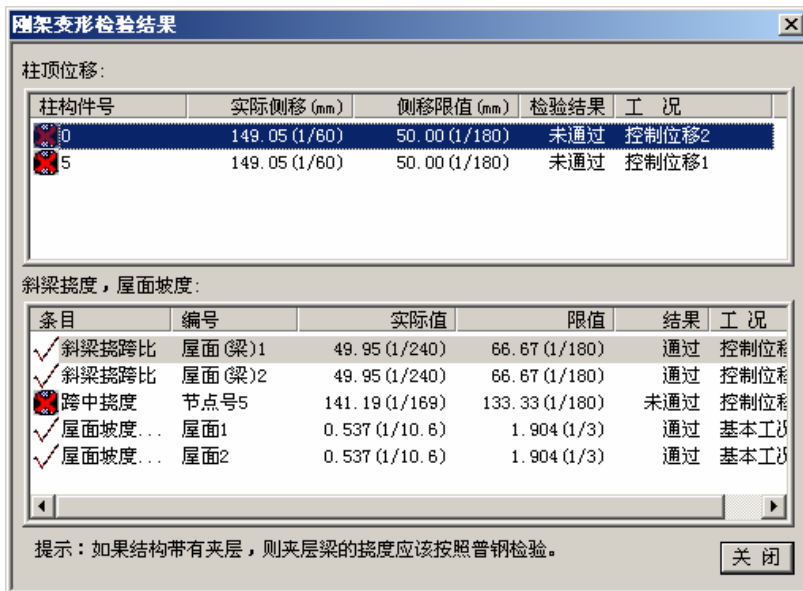 刚架变形检验结果
柱顶位移:
柱构件号 实际侧移(mm) 侧移限值(mm) 检验结果 工 况
0 149.05(1/60) 50.00(1/180) 未通过 控制位移2
5 149.05(1/60) 50.00(1/180) 未通过 控制位移1
斜梁挠度，屋面坡度:
条目 编号 实际值 限值 结果 工 况
斜梁挠跨比 屋面(梁)1 49.95(1/240) 66.67(1/180) 通过 控制位移
斜梁挠跨比 屋面(梁)2 49.95(1/240) 66.67(1/180) 通过 控制位移
跨中挠度 节点号5 141.19(1/169) 133.33(1/180) 未通过 控制位移
屋面坡度... 屋面1 0.537(1/10.6) 1.904(1/3) 通过 基本工况
屋面坡度... 屋面2 0.537(1/10.6) 1.904(1/3) 通过 基本工况
提示：如果结构带有夹层，则夹层梁的挠度应该按照普钢检验。
关 闭